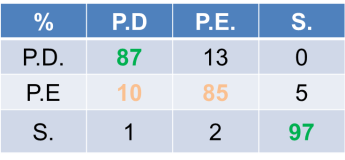 % P.D P.E. S.
P.D. 87 13 0
P.E 10 85 5
S. 1 2 97